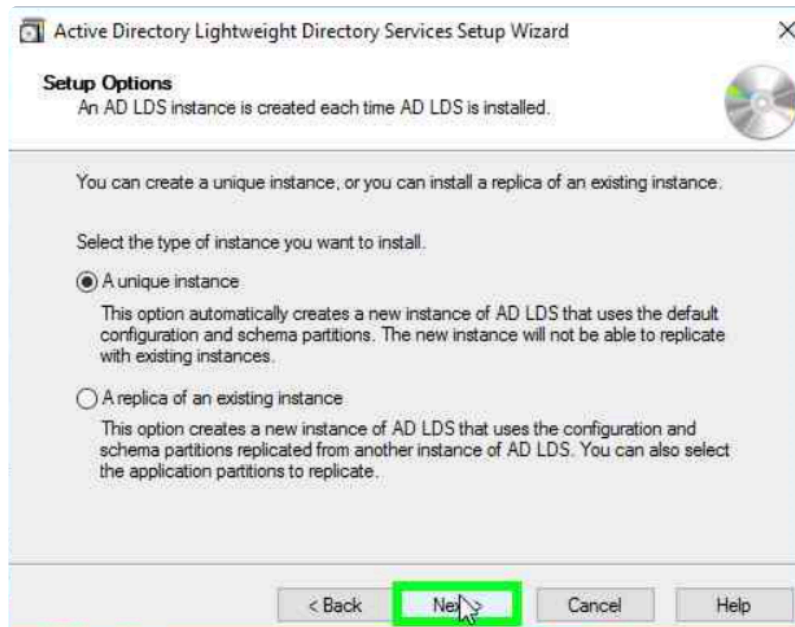 Active Directory Lightweight Directory Services Setup Wizard
Setup Options
An AD LDS instance is created each time AD LDS is installed.
You can create a unique instance, or you can install a replica of an existing instance.
Select the type of instance you want to install.
A unique instance
This option automatically creates a new instance of AD LDS that uses the default
configuration and schema partitions. The new instance will not be able to replicate
with existing instances.
A replica of an existing instance
This option creates a new instance of AD LDS that uses the configuration and
schema partitions replicated from another instance of AD LDS. You can also select
the application partitions to replicate.
< Back Next > Cancel Help